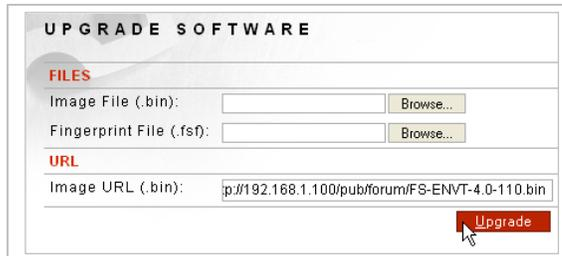 UPGRADE SOFTWARE
FILES
Image File (.bin):
Browse...
Fingerprint File (.fsf):
Browse...
URL
Image URL (.bin): :p://192.168.1.100/pub/forum/FS-ENVT-4.0-110.bin
Upgrade